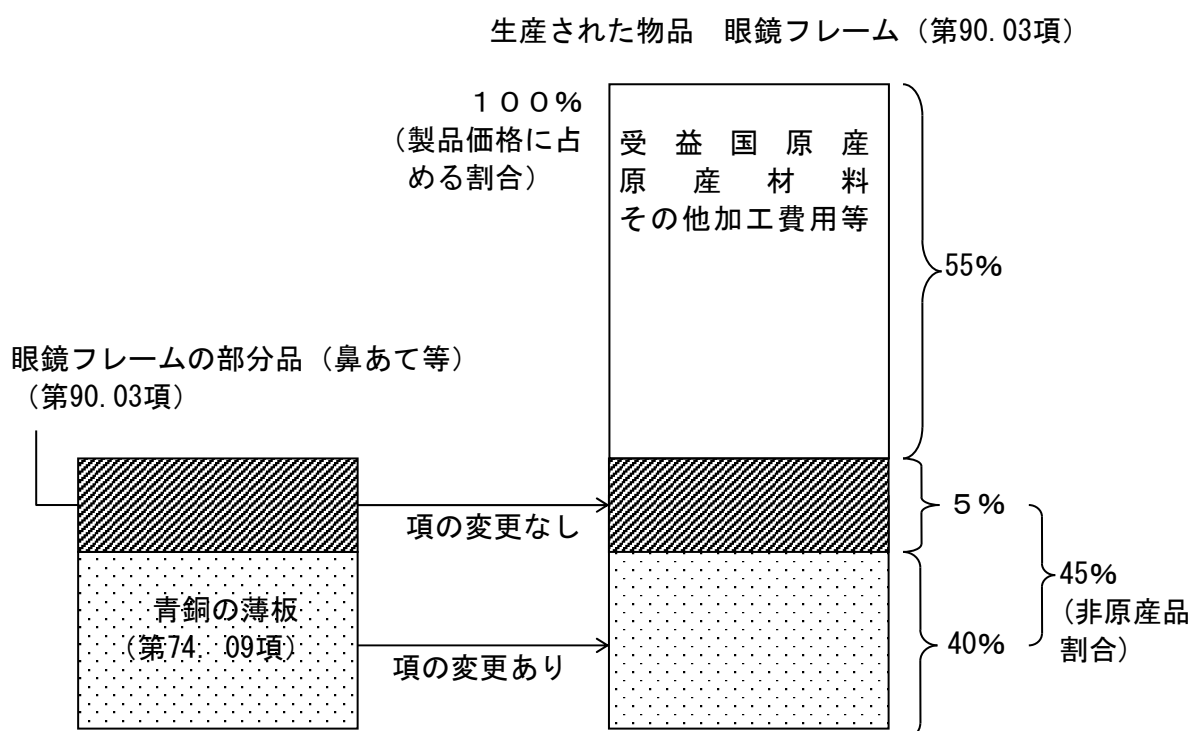 生産された物品　眼鏡フレーム（第90.03項）
１００％
（製品価格に占
める割合）
受益国原産
原産材料
その他加工費用等
55%
眼鏡フレームの部分品（鼻あて等）
（第90.03項）
項の変更なし
５％
青銅の薄板
（第74. 09項）
項の変更あり
40%
45%
（非原産品
割合）